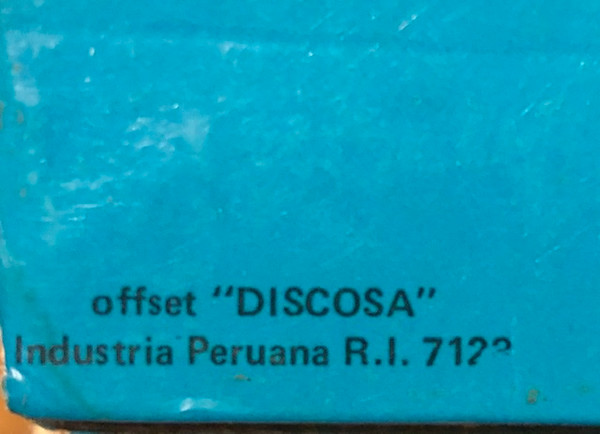 offset "DISCOSA"
Industria Peruana R.I.